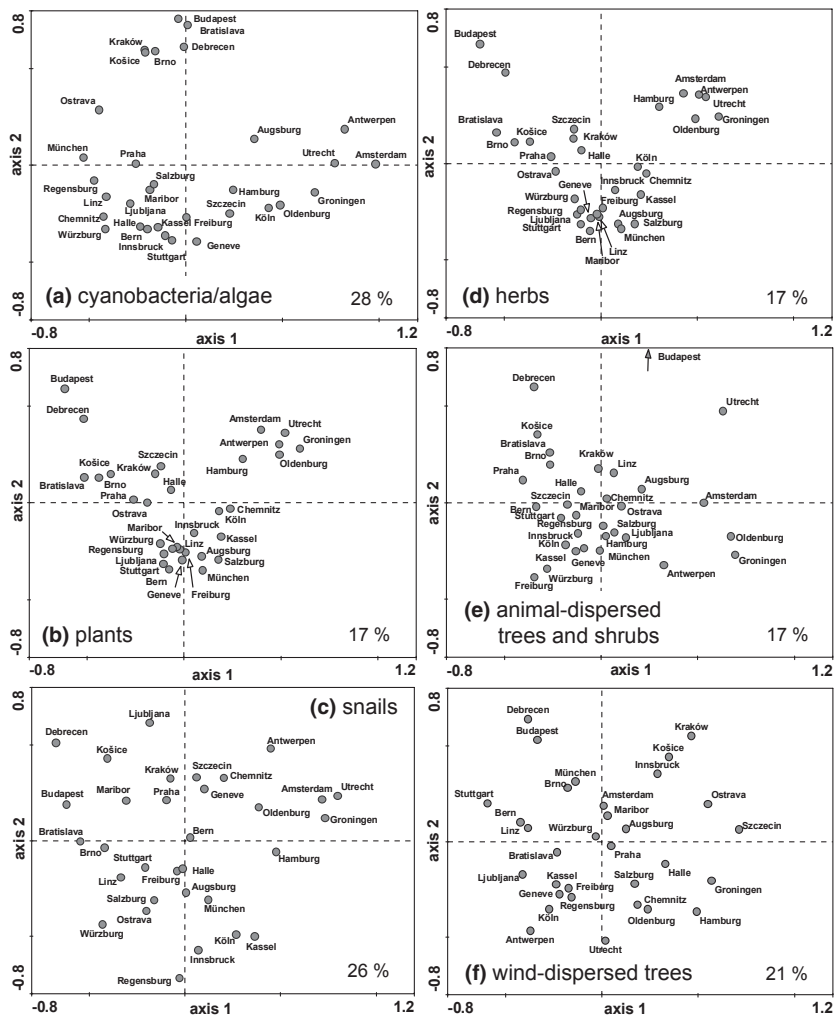 0.8
Budapest
Bratislava
Kraków
Debrecen
Košice
Brno
Ostrava
Augsburg
Antwerpen
München
Praha
Utrecht
Amsterdam
Regensburg
Salzburg
Linz
Maribor
Hamburg
Ljubljana
Szczecin
Chemnitz
Halle
Kassel
Freiburg
Köln
Oldenburg
Groningen
Würzburg
Bern
Innsbruck
Geneve
Stuttgart
axis 2
(a) cyanobacteria/algae
28 %
-0.8
-0.8
axis 1
1.2
0.8
Budapest
Debrecen
Amsterdam
Antwerpen
Hamburg
Utrecht
Bratislava
Szczecin
Oldenburg
Groningen
Košice
Kraków
Brno
Halle
Praha
Köln
Ostrava
Chemnitz
Innsbruck
Geneve
Würzburg
Freiburg
Kassel
Regensburg
Augsburg
Ljubljana
Salzburg
Stuttgart
München
Bern
Linz
Maribor
axis 2
(d) herbs
17 %
-0.8
-0.8
axis 1
1.2
0.8
Budapest
Debrecen
Amsterdam
Utrecht
Antwerpen
Groningen
Szczecin
Hamburg
Oldenburg
Košice
Kraków
Bratislava
Brno
Halle
Praha
Ostrava
Chemnitz
Köln
Maribor
Innsbruck
Würzburg
Linz
Kassel
Regensburg
Augsburg
Ljubljana
Salzburg
Stuttgart
München
Bern
Geneve
Freiburg
axis 2
(b) plants
17 %
-0.8
-0.8
axis 1
1.2
0.8
Budapest
Debrecen
Utrecht
Košice
Bratislava
Brno
Kraków
Praha
Linz
Halle
Augsburg
Szczecin
Chemnitz
Amsterdam
Bern
Maribor
Ostrava
Stuttgart
Regensburg
Salzburg
Innsbruck
Ljubljana
Oldenburg
Köln
Hamburg
Kassel
Geneve
München
Groningen
Würzburg
Antwerpen
Freiburg
axis 2
(e) animal-dispersed
trees and shrubs
17 %
-0.8
-0.8
axis 1
1.2
0.8
(c) snails
Ljubljana
Debrecen
Antwerpen
Košice
Kraków
Szczecin
Chemnitz
Budapest
Maribor
Praha
Geneve
Amsterdam
Utrecht
Oldenburg
Groningen
Bratislava
Bern
Brno
Hamburg
Stuttgart
Halle
Linz
Freiburg
Augsburg
Salzburg
München
Ostrava
Würzburg
Köln
Kassel
Innsbruck
Regensburg
axis 2
26 %
-0.8
-0.8
axis 1
1.2
0.8
Debrecen
Budapest
Kraków
Košice
Innsbruck
München
Brno
Stuttgart
Amsterdam
Ostrava
Bern
Maribor
Linz
Würzburg
Augsburg
Szczecin
Bratislava
Praha
Ljubljana
Kassel
Salzburg
Halle
Freiburg
Groningen
Geneve
Regensburg
Chemnitz
Köln
Oldenburg
Hamburg
Antwerpen
Utrecht
axis 2
(f) wind-dispersed trees
21 %
-0.8
-0.8
axis 1
1.2